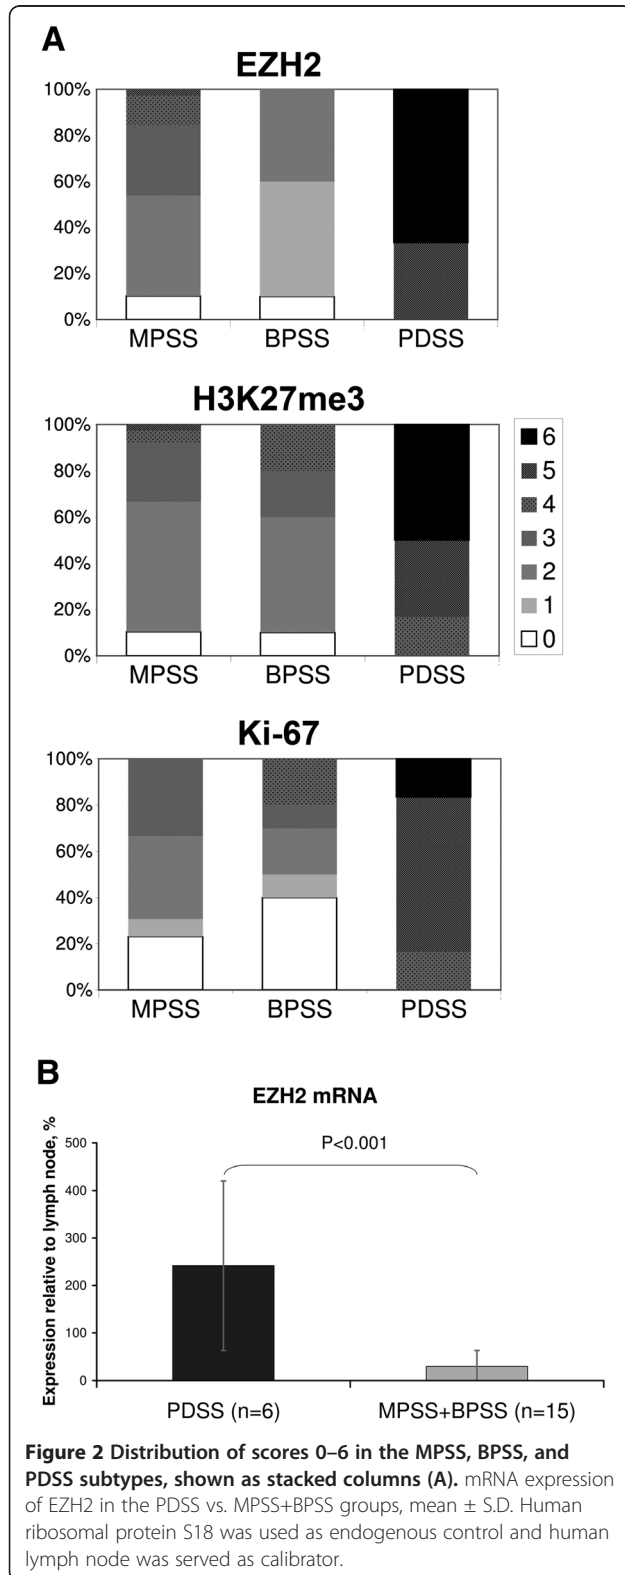 A
EZH2
100%
80%
60%
40%
20%
0%
MPSS BPSS PDSS
H3K27me3
100%
80%
60%
40%
20%
0%
MPSS BPSS PDSS
6
5
4
3
2
1
0
Ki-67
100%
80%
60%
40%
20%
0%
MPSS BPSS PDSS
B
EZH2 mRNA
Expression relative to lymph node, %
500
400
300
200
100
0
P<0.001
PDSS (n=6) MPSS+BPSS (n=15)
Figure 2 Distribution of scores 0–6 in the MPSS, BPSS, and
PDSS subtypes, shown as stacked columns (A). mRNA expression
of EZH2 in the PDSS vs. MPSS+BPSS groups, mean ± S.D. Human
ribosomal protein S18 was used as endogenous control and human
lymph node was served as calibrator.